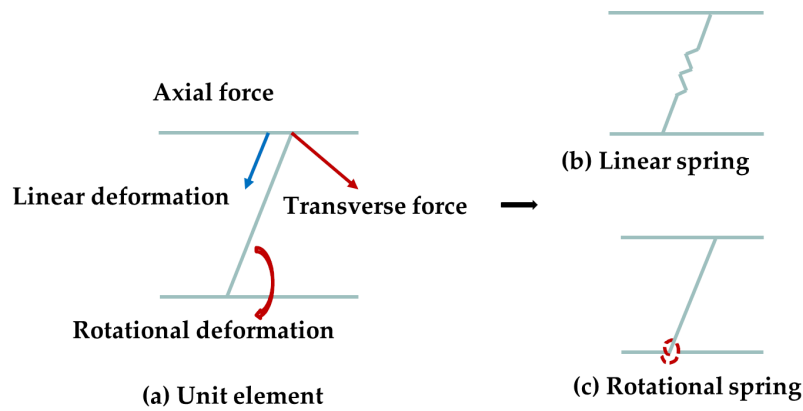 Axial force
Linear deformation
Transverse force
Rotational deformation
(a) Unit element
(b) Linear spring
(c) Rotational spring